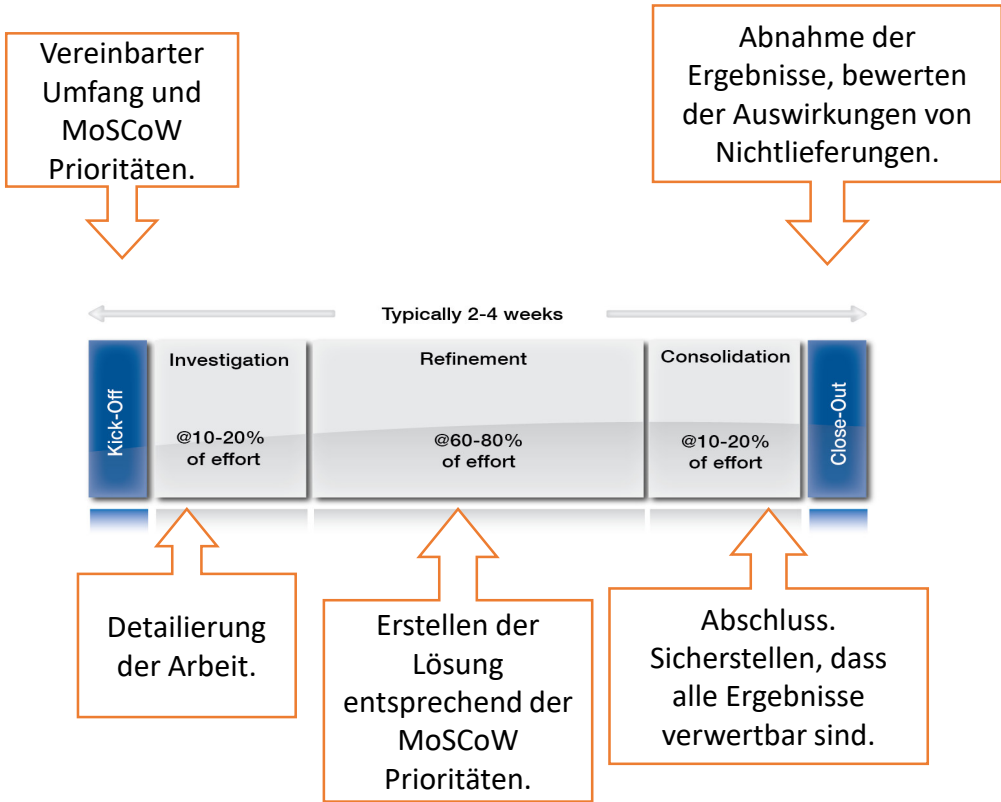 Vereinbarter
Umfang und
MoSCoW
Prioritäten.
Abnahme der
Ergebnisse, bewerten
der Auswirkungen von
Nichtlieferungen.
Typically 2-4 weeks
Kick-Off
Investigation
@10-20%
of effort
Refinement
@60-80%
of effort
Consolidation
@10-20%
of effort
Close-Out
Detailierung
der Arbeit.
Erstellen der
Lösung
entsprechend der
MoSCoW
Prioritäten.
Abschluss.
Sicherstellen, dass
alle Ergebnisse
verwertbar sind.